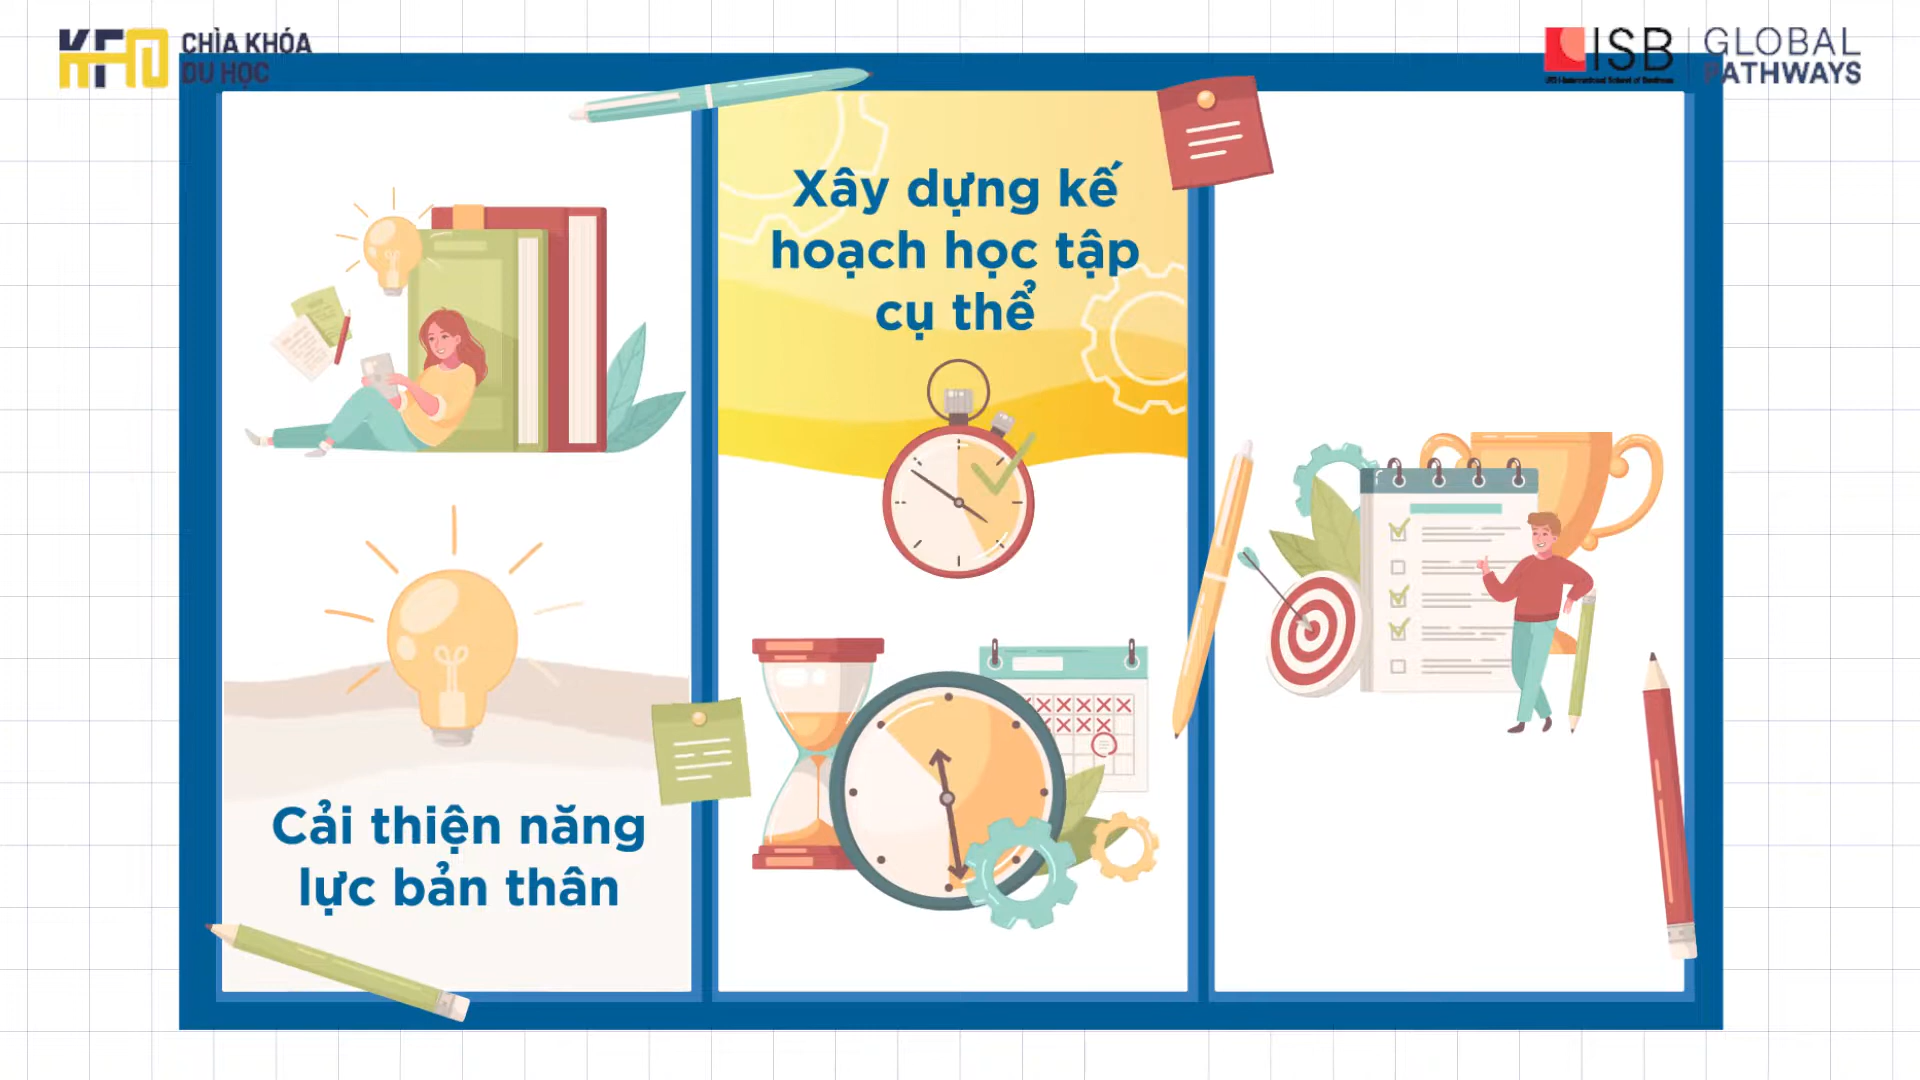 KFO
CHÌA KHÓA
DU HỌC
ISB
GLOBAL
PATHWAYS
Xây dựng kế
hoạch học tập
cụ thể
Cải thiện năng
lực bản thân